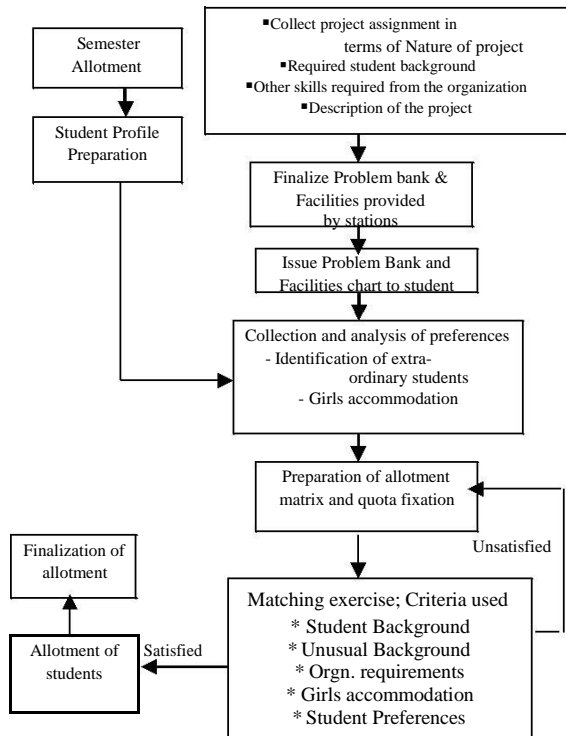 Semester
Allotment
Student Profile
Preparation
▪Collect project assignment in
terms of Nature of project
▪Required student background
▪Other skills required from the organization
▪Description of the project
Finalize Problem bank &
Facilities provided
by stations
Issue Problem Bank and
Facilities chart to student
Collection and analysis of preferences
- Identification of extra-
ordinary students
- Girls accommodation
Preparation of allotment
matrix and quota fixation
Unsatisfied
Matching exercise; Criteria used
* Student Background
* Unusual Background
* Orgn. requirements
* Girls accommodation
* Student Preferences
Satisfied
Allotment of
students
Finalization of
allotment